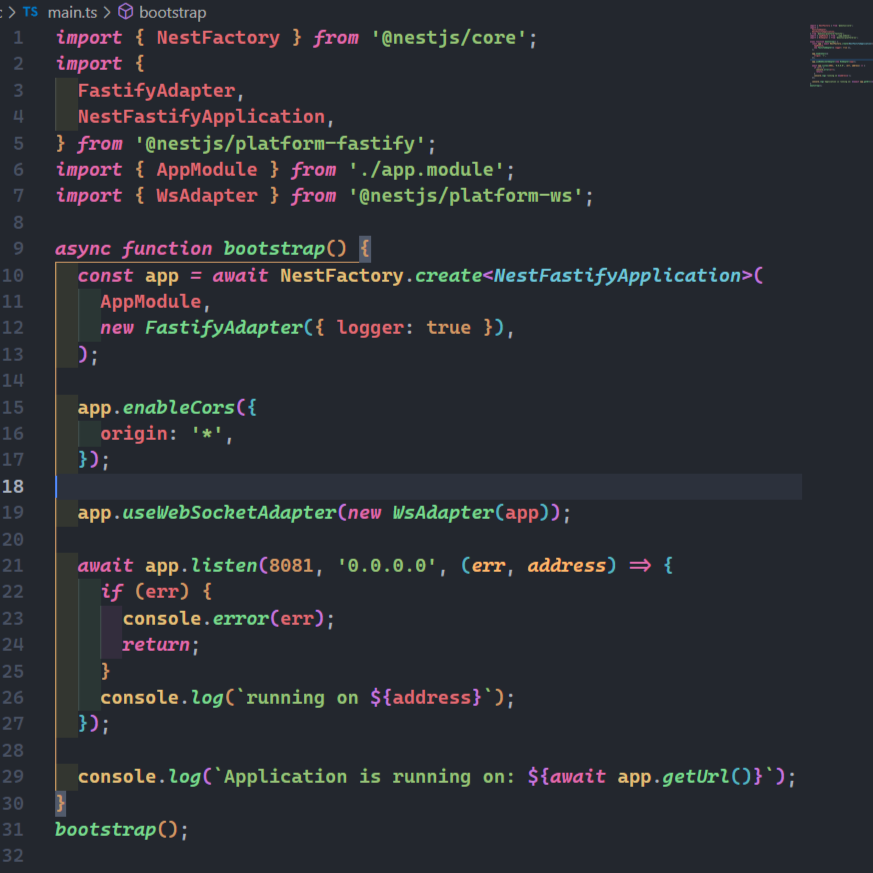 TS main.ts > bootstrap
1 import { NestFactory } from '@nestjs/core';
2 import {
3 FastifyAdapter,
4 NestFastifyApplication,
5 } from '@nestjs/platform-fastify';
6 import { AppModule } from './app.module';
7 import { WsAdapter } from '@nestjs/platform-ws';
8
9 async function bootstrap() {
10 const app = await NestFactory.create<NestFastifyApplication>(
11 AppModule,
12 new FastifyAdapter({ logger: true }),
13 );
14
15 app.enableCors({
16 origin: '*',
17 });
18
19 app.useWebSocketAdapter(new WsAdapter(app));
20
21 await app.listen(8081, '0.0.0.0', (err, address) => {
22 if (err) {
23 console.error(err);
24 return;
25 }
26 console.log(`running on ${address}`);
27 });
28
29 console.log(`Application is running on: ${await app.getUrl()}`);
30 }
31 bootstrap();
32